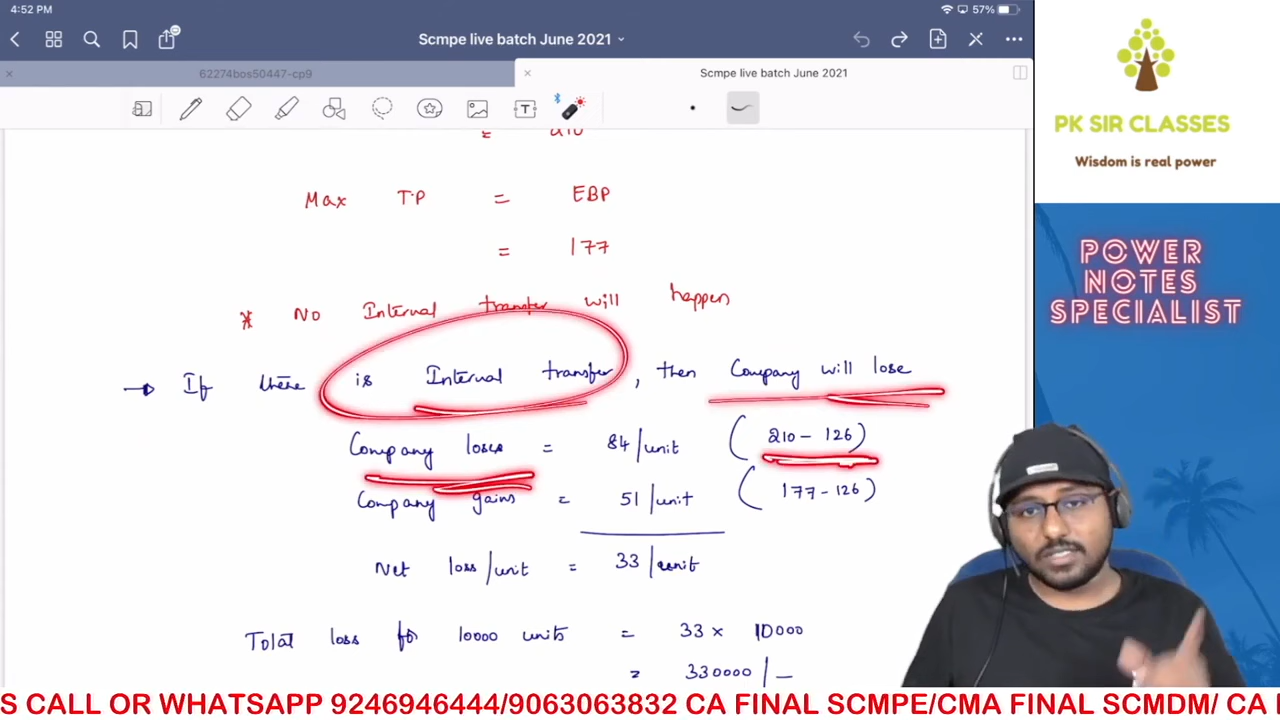 4:52 PM
57%
Scmpe live batch June 2021
62274bos50447-cp9
Scmpe live batch June 2021
= 210
Max T.P = EBP
= 177
* No Internal transfer will happen
→ If there is Internal transfer, then Company will lose
Company loses = 84/unit (210 - 126)
Company gains = 51/unit (177-126)
Net loss/unit = 33/unit
Total loss for 10000 units = 33 × 10000
= 330000/-
PK SIR CLASSES
Wisdom is real power
POWER
NOTES
SPECIALIST
S CALL OR WHATSAPP 9246946444/9063063832 CA FINAL SCMPE/CMA FINAL SCMDM/ CA